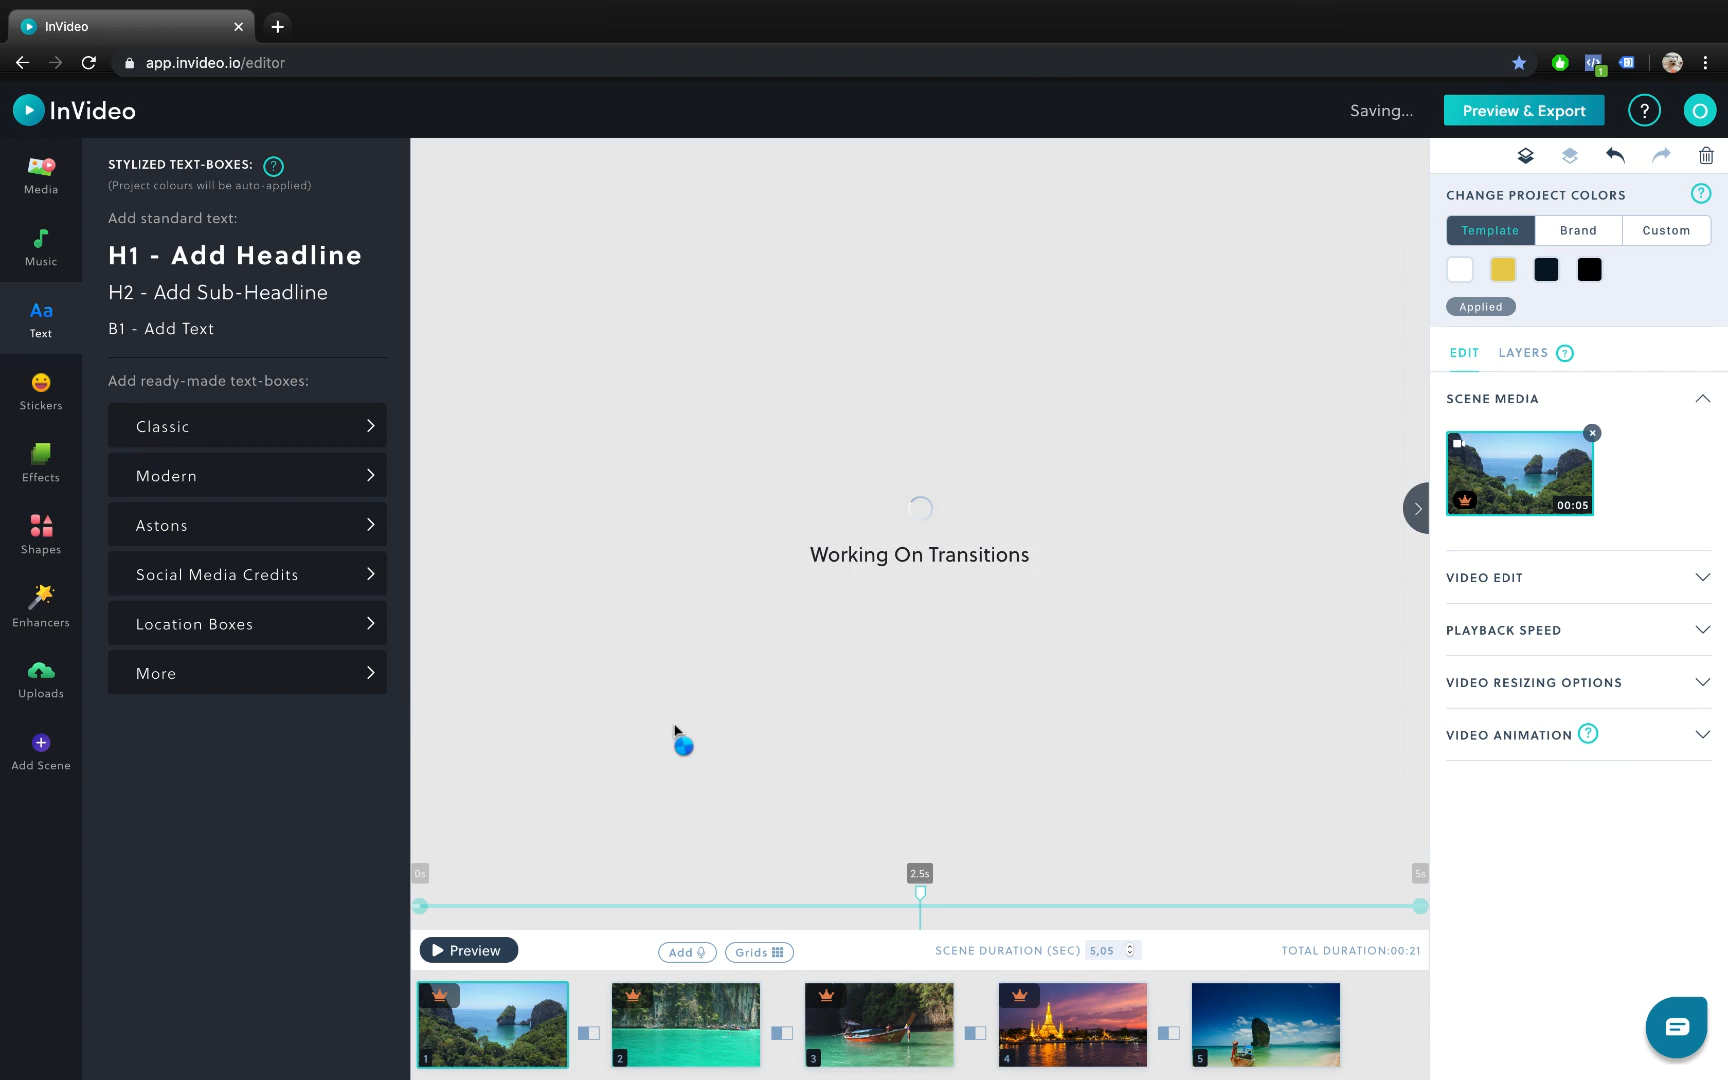 InVideo
app.invideo.io/editor
1
InVideo
Saving...
Preview & Export
?
O
Media
Music
Aa
Text
Stickers
Effects
Shapes
Enhancers
Uploads
Add Scene
STYLIZED TEXT-BOXES: ?
(Project colours will be auto-applied)
Add standard text:
H1 - Add Headline
H2 - Add Sub-Headline
B1 - Add Text
Add ready-made text-boxes:
Classic
Modern
Astons
Social Media Credits
Location Boxes
More
Working On Transitions
0s
2.5s
5s
Preview
Add
Grids
SCENE DURATION (SEC) 5,05
TOTAL DURATION:00:21
1
2
3
4
5
CHANGE PROJECT COLORS ?
Template
Brand
Custom
Applied
EDIT
LAYERS ?
SCENE MEDIA
00:05
VIDEO EDIT
PLAYBACK SPEED
VIDEO RESIZING OPTIONS
VIDEO ANIMATION ?